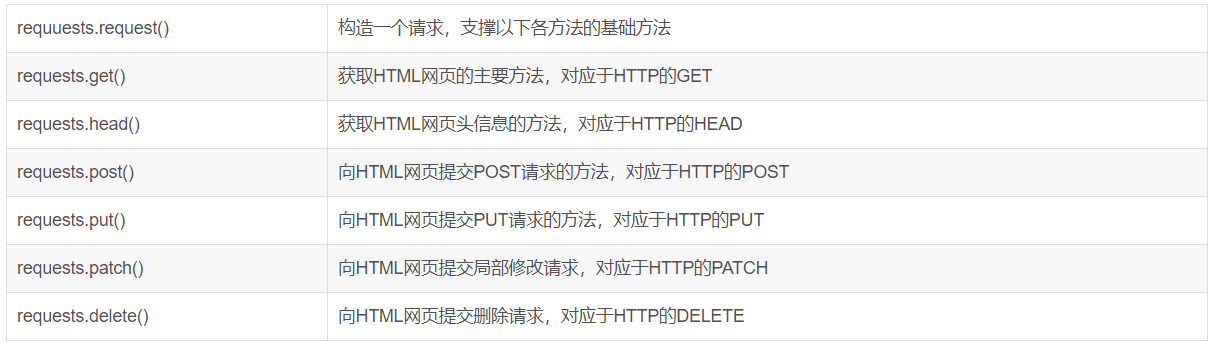 requuests.request() 构造一个请求，支撑以下各方法的基础方法
requests.get() 获取HTML网页的主要方法，对应于HTTP的GET
requests.head() 获取HTML网页头信息的方法，对应于HTTP的HEAD
requests.post() 向HTML网页提交POST请求的方法，对应于HTTP的POST
requests.put() 向HTML网页提交PUT请求的方法，对应于HTTP的PUT
requests.patch() 向HTML网页提交局部修改请求，对应于HTTP的PATCH
requests.delete() 向HTML网页提交删除请求，对应于HTTP的DELETE